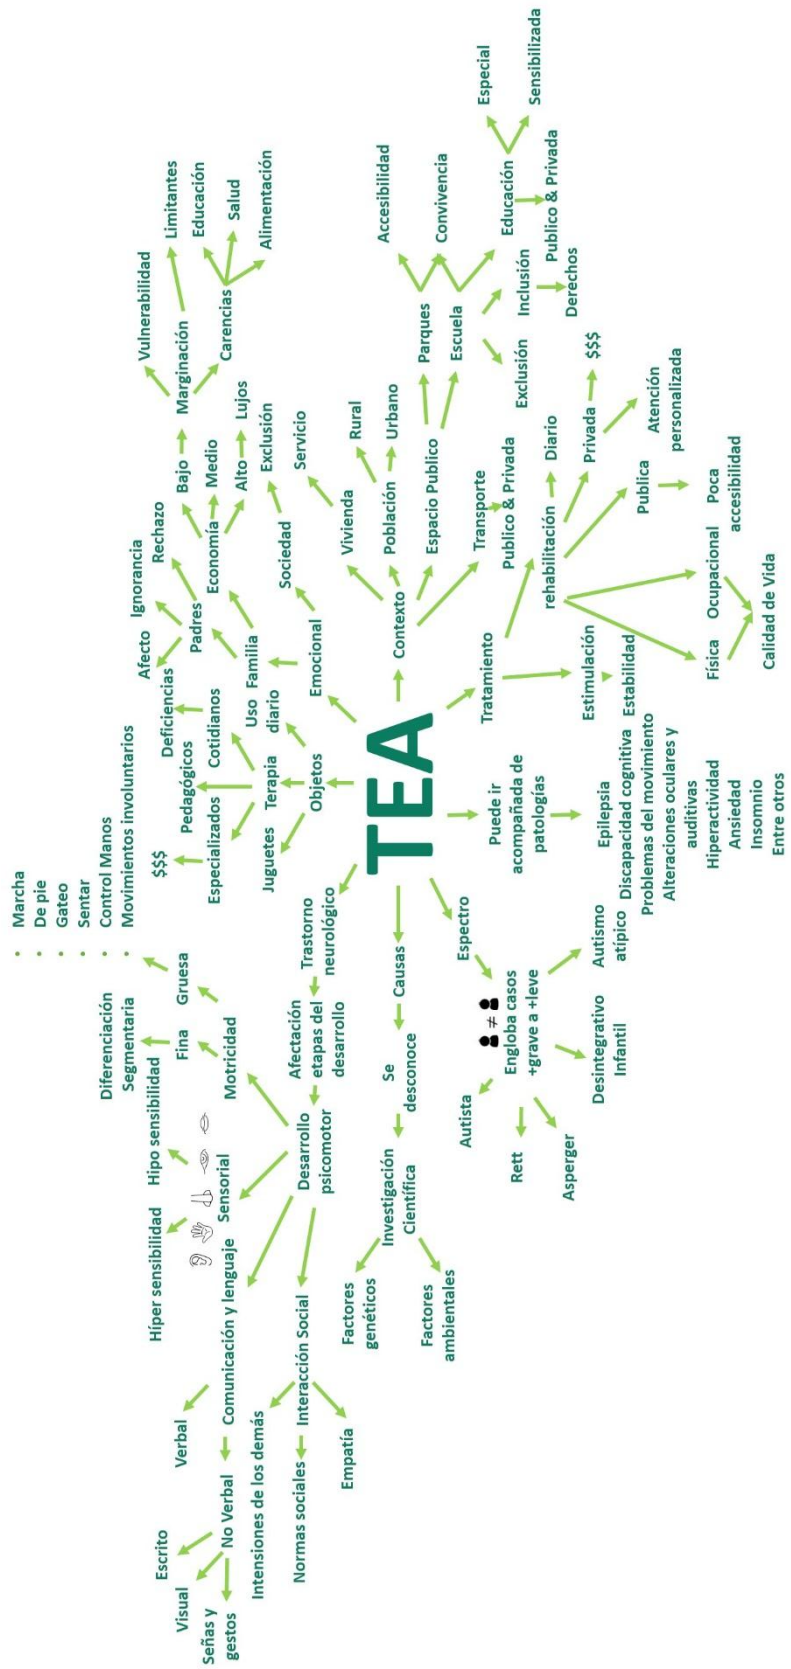 TEA
Trastorno
neurológico
Afectación
etapas del
desarrollo
Desarrollo
psicomotor
Motricidad
Fina
Diferenciación
Segmentaria
Gruesa
• Marcha
• De pie
• Gateo
• Sentar
• Control Manos
• Movimientos involuntarios
Sensorial
Híper sensibilidad
Hipo sensibilidad
Comunicación y lenguaje
Verbal
No Verbal
Escrito
Visual
Señas y
gestos
Interacción Social
Intensiones de los demás
Normas sociales
Empatía
Causas
Se
desconoce
Investigación
Científica
Factores
genéticos
Factores
ambientales
Espectro
≠
Engloba casos
+grave a +leve
Autista
Rett
Asperger
Desintegrativo
Infantil
Autismo
atípico
Puede ir
acompañada de
patologías
Epilepsia
Discapacidad cognitiva
Problemas del movimiento
Alteraciones oculares y
auditivas
Hiperactividad
Ansiedad
Insomnio
Entre otros
Objetos
Juguetes
Terapia
Especializados
$$$
Pedagógicos
Cotidianos
Deficiencias
Uso
diario
Emocional
Familia
Padres
Afecto
Ignorancia
Rechazo
Economía
Bajo
Medio
Alto
Lujos
Marginación
Vulnerabilidad
Limitantes
Carencias
Educación
Salud
Alimentación
Sociedad
Exclusión
Contexto
Vivienda
Servicio
Población
Rural
Urbano
Espacio Publico
Parques
Accesibilidad
Convivencia
Escuela
Educación
Especial
Sensibilizada
Publico & Privada
Inclusión
Derechos
Exclusión
Transporte
Publico & Privada
Tratamiento
Estimulación
Estabilidad
rehabilitación
Diario
Privada
$$$
Atención
personalizada
Publica
Poca
accesibilidad
Ocupacional
Física
Calidad de Vida